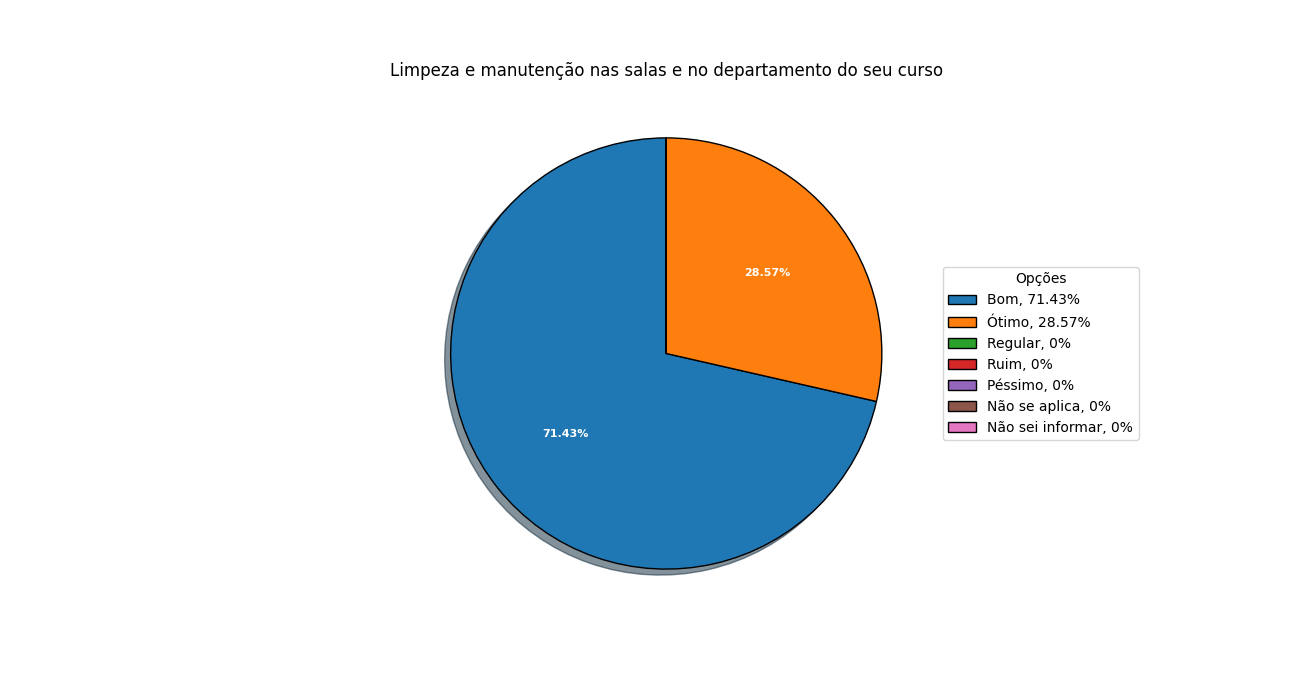 Limpeza e manutenção nas salas e no departamento do seu curso
28.57%
71.43%
Opções
Bom, 71.43%
Ótimo, 28.57%
Regular, 0%
Ruim, 0%
Péssimo, 0%
Não se aplica, 0%
Não sei informar, 0%